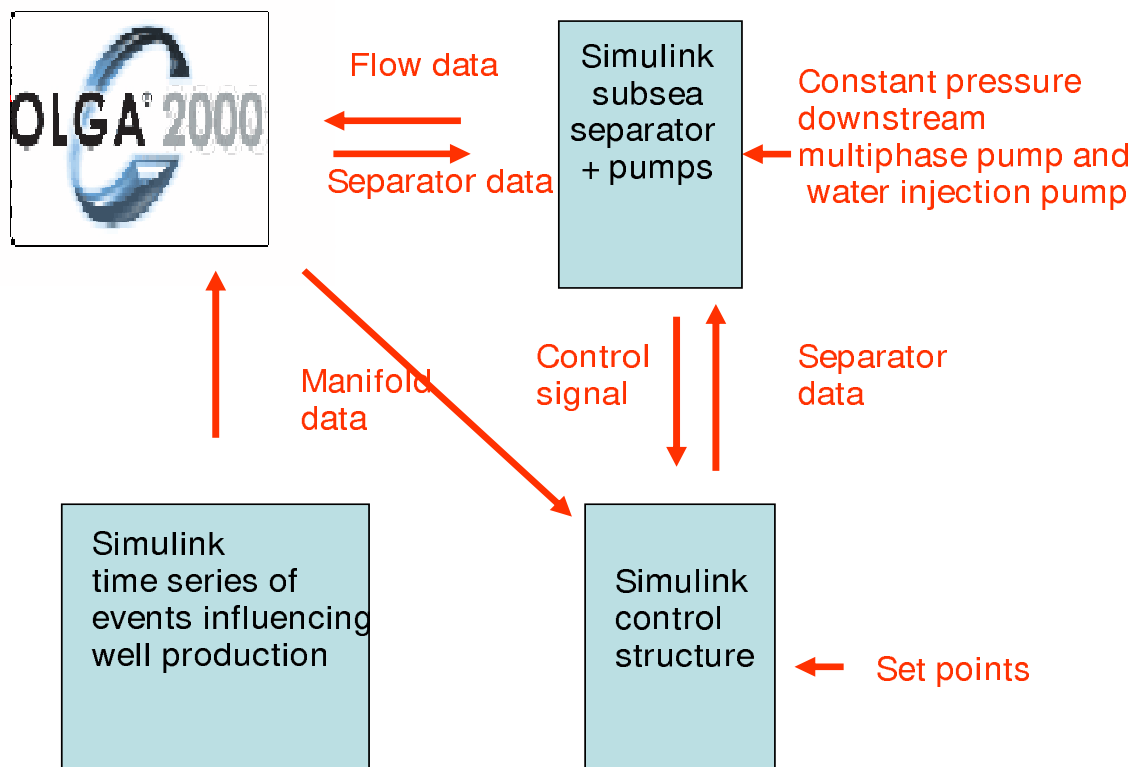 OLGA® 2000
Flow data
Separator data
Simulink
subsea
separator
+ pumps
Constant pressure
downstream
multiphase pump and
water injection pump
Manifold
data
Control
signal
Separator
data
Simulink
time series of
events influencing
well production
Simulink
control
structure
Set points